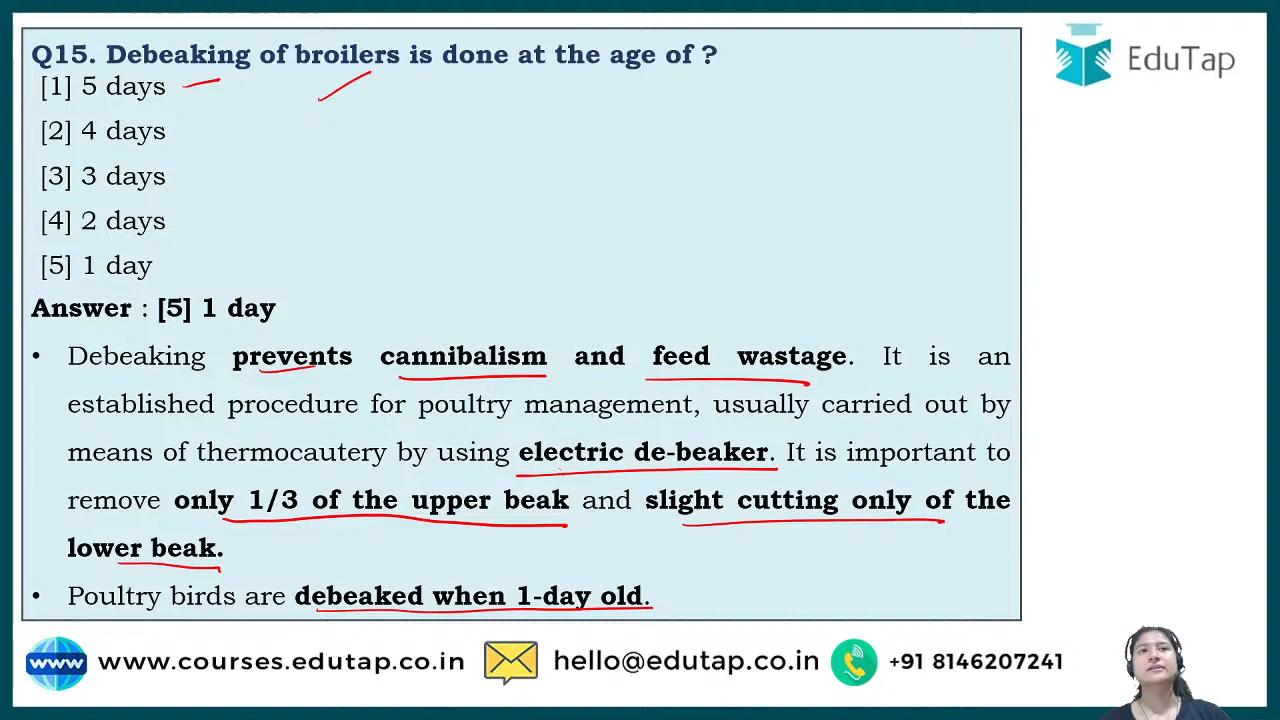 Q15. Debeaking of broilers is done at the age of ?
[1] 5 days
[2] 4 days
[3] 3 days
[4] 2 days
[5] 1 day
Answer : [5] 1 day
• Debeaking prevents cannibalism and feed wastage. It is an
established procedure for poultry management, usually carried out by
means of thermocautery by using electric de-beaker. It is important to
remove only 1/3 of the upper beak and slight cutting only of the
lower beak.
• Poultry birds are debeaked when 1-day old.
EduTap
www www.courses.edutap.co.in
hello@edutap.co.in
+91 8146207241